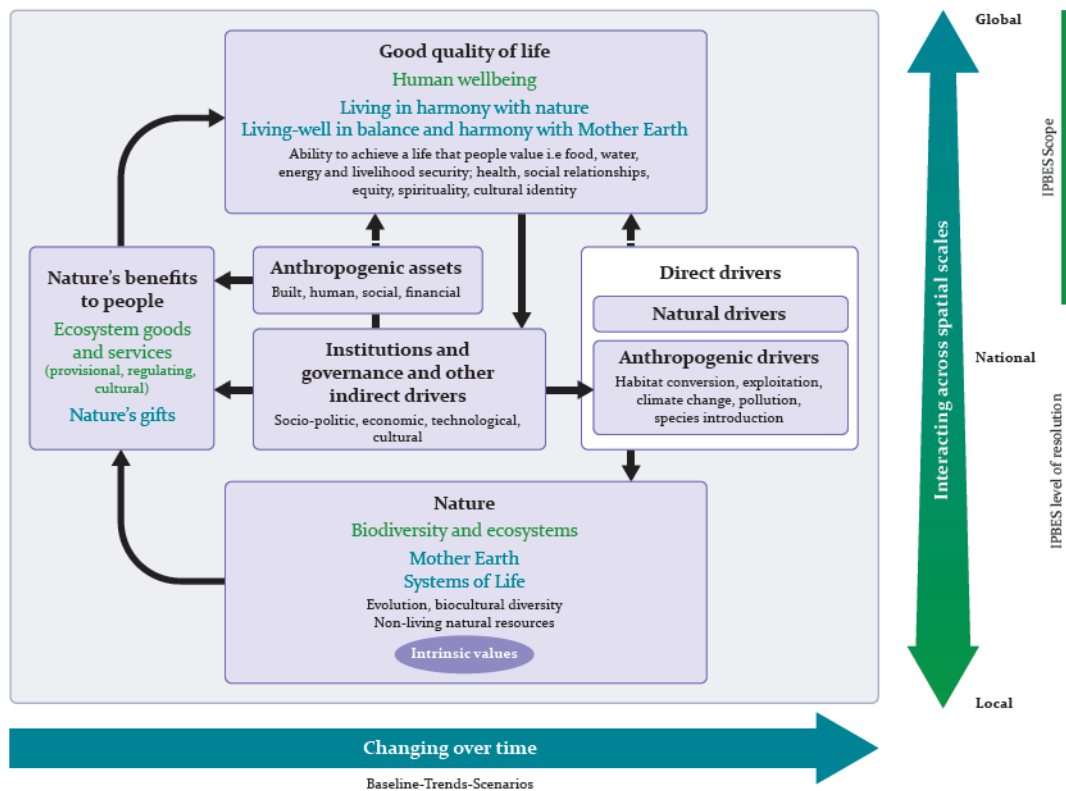 Good quality of life
Human wellbeing
Living in harmony with nature
Living-well in balance and harmony with Mother Earth
Ability to achieve a life that people value i.e food, water,
energy and livelihood security; health, social relationships,
equity, spirituality, cultural identity
Nature's benefits
to people
Ecosystem goods
and services
(provisional, regulating,
cultural)
Nature's gifts
Anthropogenic assets
Built, human, social, financial
Institutions and
governance and other
indirect drivers
Socio-politic, economic, technological,
cultural
Direct drivers
Natural drivers
Anthropogenic drivers
Habitat conversion, exploitation,
climate change, pollution,
species introduction
Nature
Biodiversity and ecosystems
Mother Earth
Systems of Life
Evolution, biocultural diversity
Non-living natural resources
Intrinsic values
Changing over time
Baseline-Trends-Scenarios
Global
National
Local
Interacting across spatial scales
IPBES Scope
IPBES level of resolution